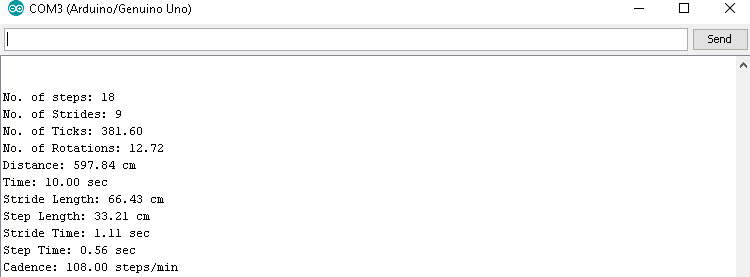 COM3 (Arduino/Genuino Uno)
Send
No. of steps: 18
No. of Strides: 9
No. of Ticks: 381.60
No. of Rotations: 12.72
Distance: 597.84 cm
Time: 10.00 sec
Stride Length: 66.43 cm
Step Length: 33.21 cm
Stride Time: 1.11 sec
Step Time: 0.56 sec
Cadence: 108.00 steps/min